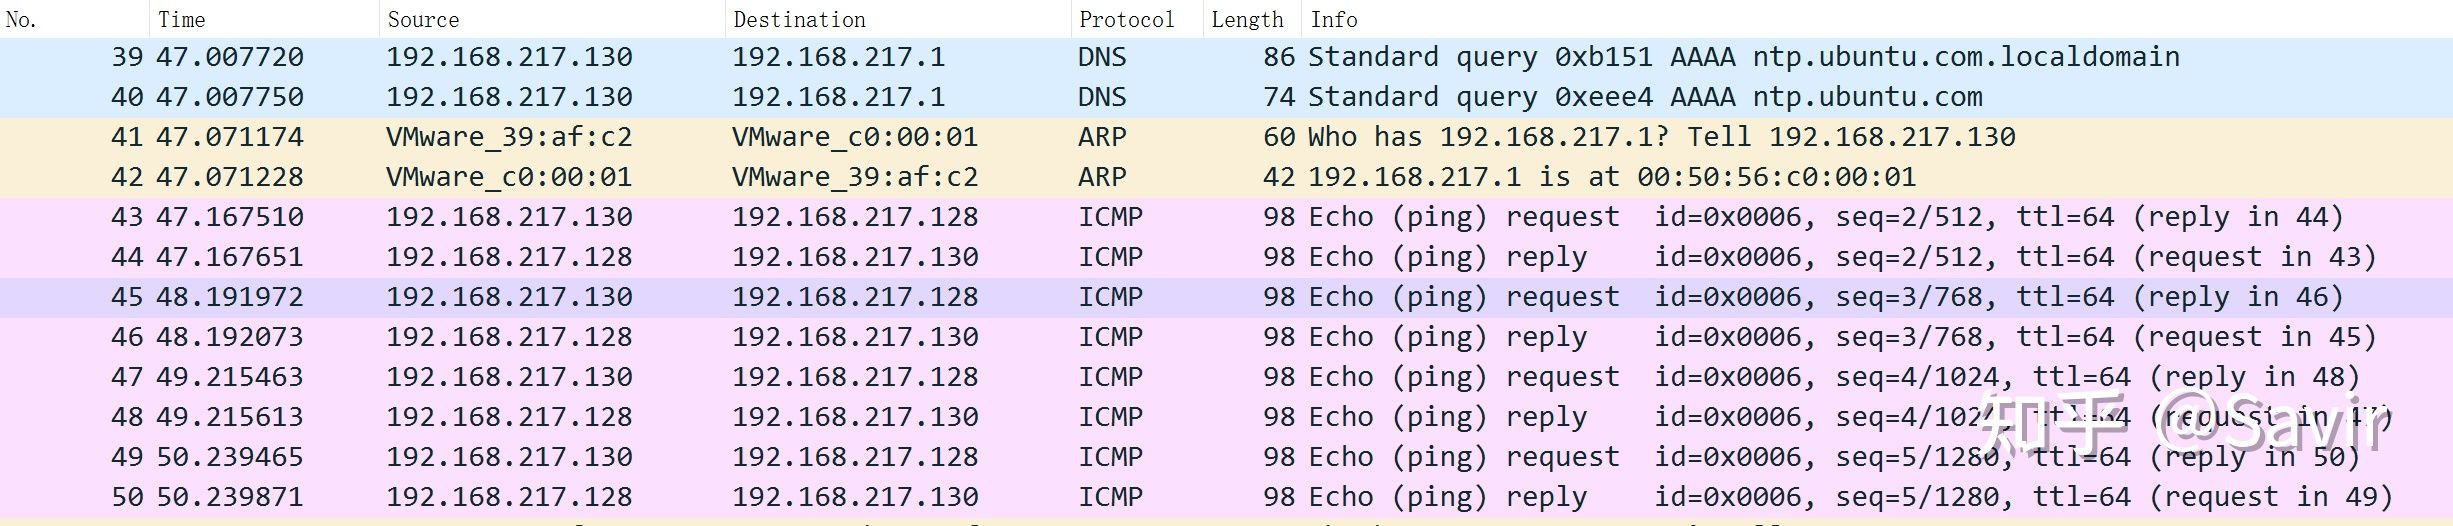 No. Time Source Destination Protocol Length Info
39 47.007720 192.168.217.130 192.168.217.1 DNS 86 Standard query 0xb151 AAAA ntp.ubuntu.com.localdomain
40 47.007750 192.168.217.130 192.168.217.1 DNS 74 Standard query 0xeee4 AAAA ntp.ubuntu.com
41 47.071174 VMware_39:af:c2 VMware_c0:00:01 ARP 60 Who has 192.168.217.1? Tell 192.168.217.130
42 47.071228 VMware_c0:00:01 VMware_39:af:c2 ARP 42 192.168.217.1 is at 00:50:56:c0:00:01
43 47.167510 192.168.217.130 192.168.217.128 ICMP 98 Echo (ping) request id=0x0006, seq=2/512, ttl=64 (reply in 44)
44 47.167651 192.168.217.128 192.168.217.130 ICMP 98 Echo (ping) reply id=0x0006, seq=2/512, ttl=64 (request in 43)
45 48.191972 192.168.217.130 192.168.217.128 ICMP 98 Echo (ping) request id=0x0006, seq=3/768, ttl=64 (reply in 46)
46 48.192073 192.168.217.128 192.168.217.130 ICMP 98 Echo (ping) reply id=0x0006, seq=3/768, ttl=64 (request in 45)
47 49.215463 192.168.217.130 192.168.217.128 ICMP 98 Echo (ping) request id=0x0006, seq=4/1024, ttl=64 (reply in 48)
48 49.215613 192.168.217.128 192.168.217.130 ICMP 98 Echo (ping) reply id=0x0006, seq=4/1024, ttl=64 (request in 47)
49 50.239465 192.168.217.130 192.168.217.128 ICMP 98 Echo (ping) request id=0x0006, seq=5/1280, ttl=64 (reply in 50)
50 50.239871 192.168.217.128 192.168.217.130 ICMP 98 Echo (ping) reply id=0x0006, seq=5/1280, ttl=64 (request in 49)
知乎 @Savir